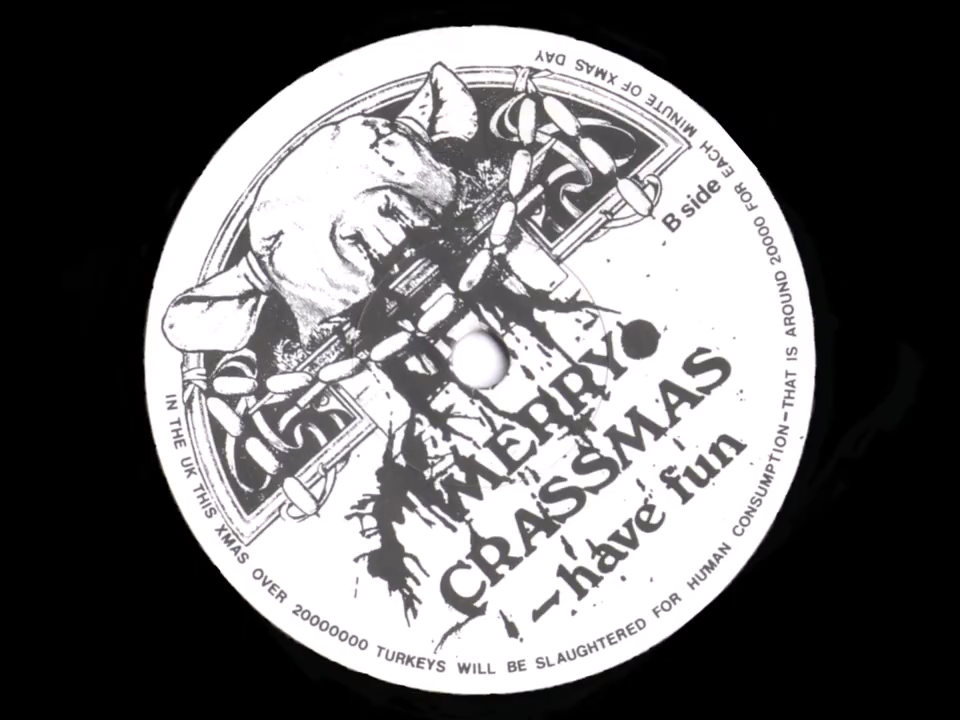 B side
MERRY
CRASSMAS
–have fun
IN THE UK THIS XMAS OVER 20000000 TURKEYS WILL BE SLAUGHTERED FOR HUMAN CONSUMPTION–THAT IS AROUND 20000 FOR EACH MINUTE OF XMAS DAY